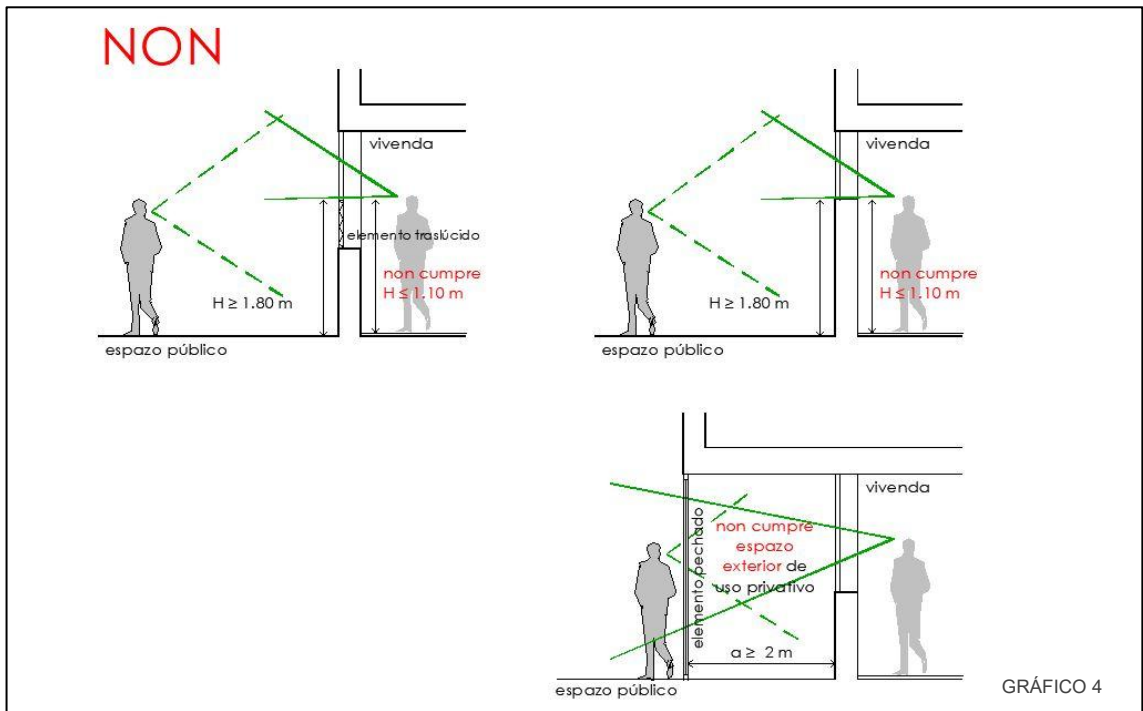 NON
vivenda
elemento traslúcido
non cumpre
H ≤ 1.10 m
H ≥ 1.80 m
espazo público
vivenda
non cumpre
H ≤ 1.10 m
H ≥ 1.80 m
espazo público
vivenda
elemento pechado
non cumpre
espazo
exterior de
uso privativo
a ≥ 2 m
espazo público
GRÁFICO 4